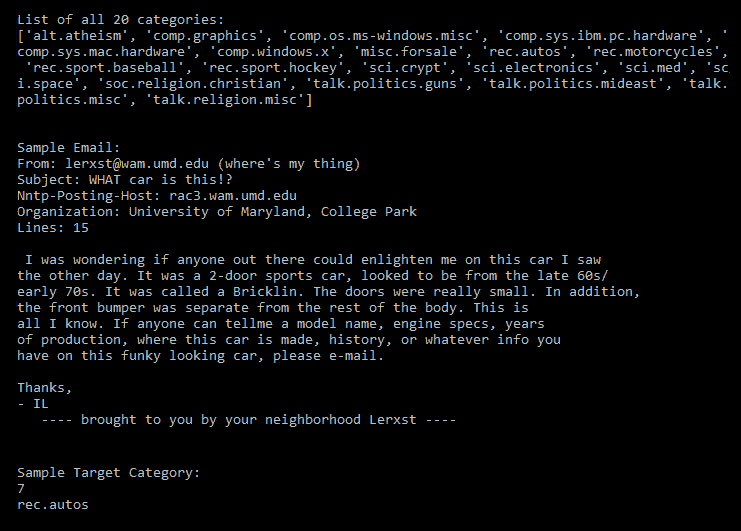 List of all 20 categories:
['alt.atheism', 'comp.graphics', 'comp.os.ms-windows.misc', 'comp.sys.ibm.pc.hardware', '
comp.sys.mac.hardware', 'comp.windows.x', 'misc.forsale', 'rec.autos', 'rec.motorcycles',
'rec.sport.baseball', 'rec.sport.hockey', 'sci.crypt', 'sci.electronics', 'sci.med', 'sc
i.space', 'soc.religion.christian', 'talk.politics.guns', 'talk.politics.mideast', 'talk.
politics.misc', 'talk.religion.misc']
Sample Email:
From: lerxst@wam.umd.edu (where's my thing)
Subject: WHAT car is this!?
Nntp-Posting-Host: rac3.wam.umd.edu
Organization: University of Maryland, College Park
Lines: 15
I was wondering if anyone out there could enlighten me on this car I saw
the other day. It was a 2-door sports car, looked to be from the late 60s/
early 70s. It was called a Bricklin. The doors were really small. In addition,
the front bumper was separate from the rest of the body. This is
all I know. If anyone can tellme a model name, engine specs, years
of production, where this car is made, history, or whatever info you
have on this funky looking car, please e-mail.
Thanks,
- IL
---- brought to you by your neighborhood Lerxst ----
Sample Target Category:
7
rec.autos